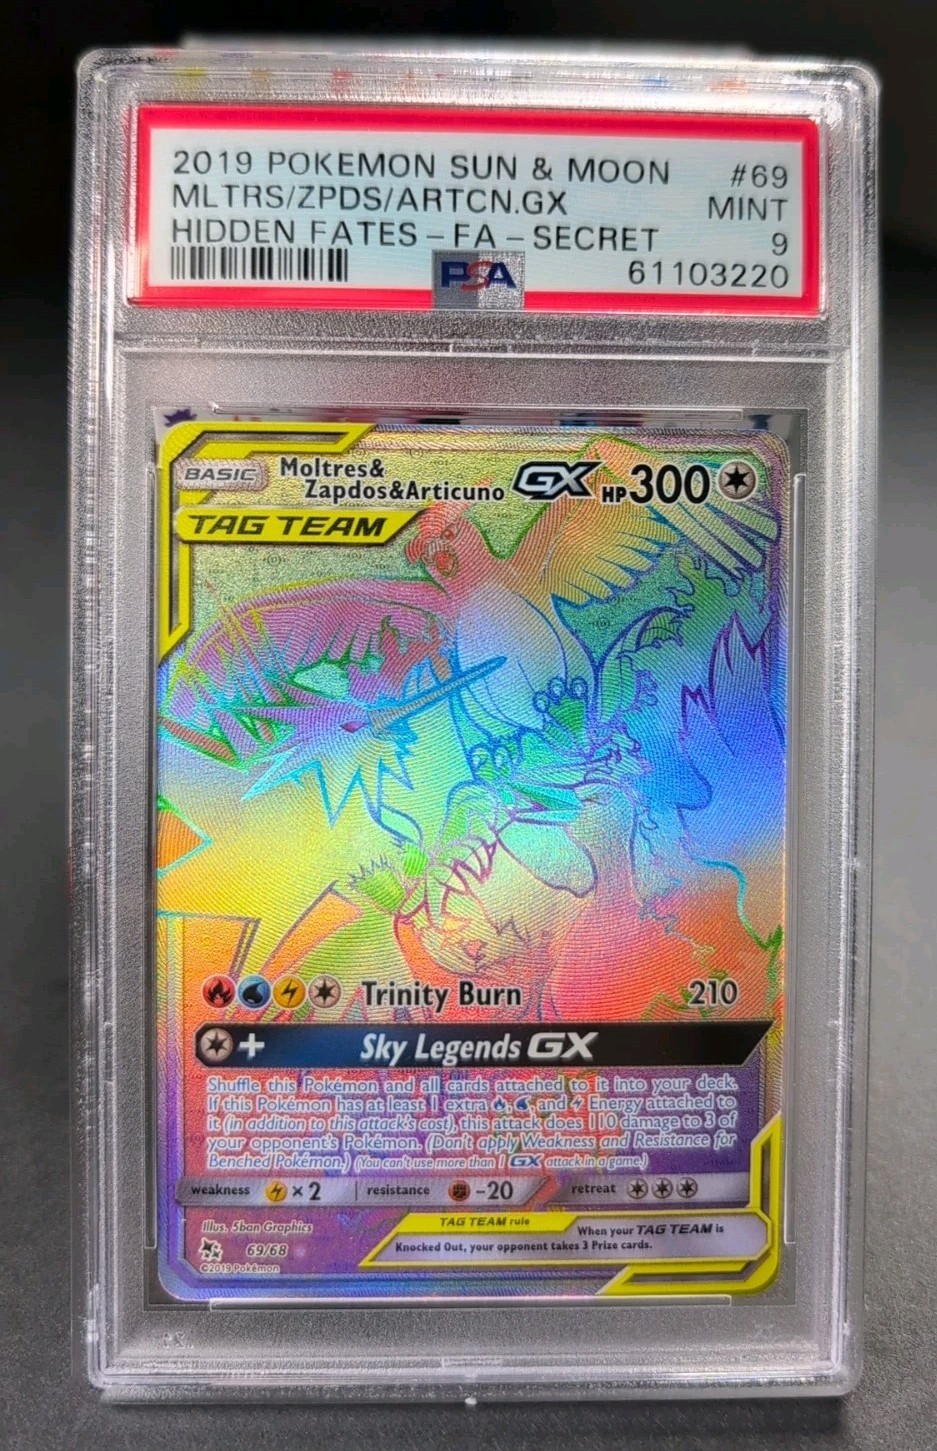 2019 POKEMON SUN & MOON #69
MLTRS/ZPDS/ARTCN.GX MINT
HIDDEN FATES-FA-SECRET 9
PSA 61103220
BASIC Moltres&
Zapdos&Articuno GX HP300
TAG TEAM
Trinity Burn 210
+ Sky Legends GX
Shuffle this Pokémon and all cards attached to it into your deck.
If this Pokémon has at least 1 extra , , and Energy attached to
it (in addition to this attack's cost), this attack does 110 damage to 3 of
your opponent's Pokémon. (Don't apply Weakness and Resistance for
Benched Pokémon.) (You can't use more than 1 GX attack in a game.)
weakness ×2 resistance -20 retreat
Illus. 5ban Graphics
TAG TEAM rule
When your TAG TEAM is
Knocked Out, your opponent takes 3 Prize cards.
69/68
©2019 Pokémon